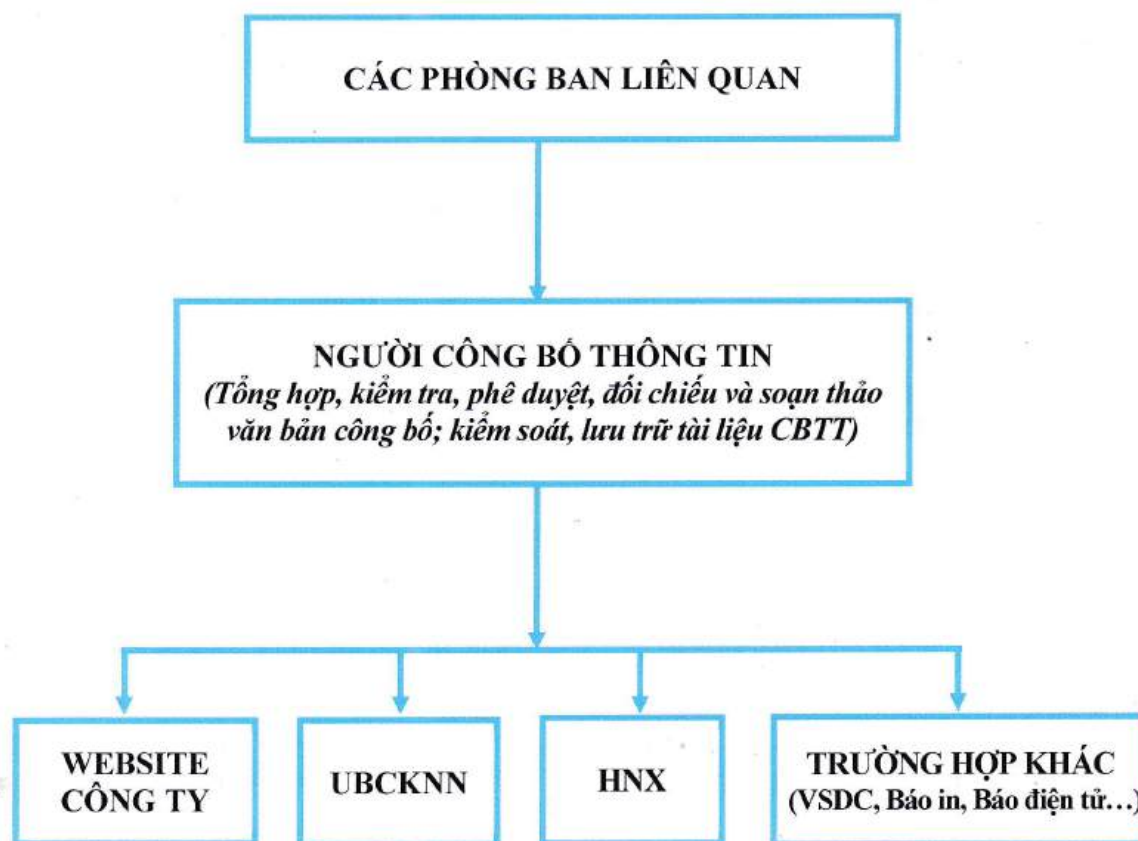 CÁC PHÒNG BAN LIÊN QUAN
NGƯỜI CÔNG BỐ THÔNG TIN
(Tổng hợp, kiểm tra, phê duyệt, đối chiếu và soạn thảo
văn bản công bố; kiểm soát, lưu trữ tài liệu CBTT)
WEBSITE
CÔNG TY
UBCKNN
HNX
TRƯỜNG HỢP KHÁC
(VSDC, Báo in, Báo điện tử…)